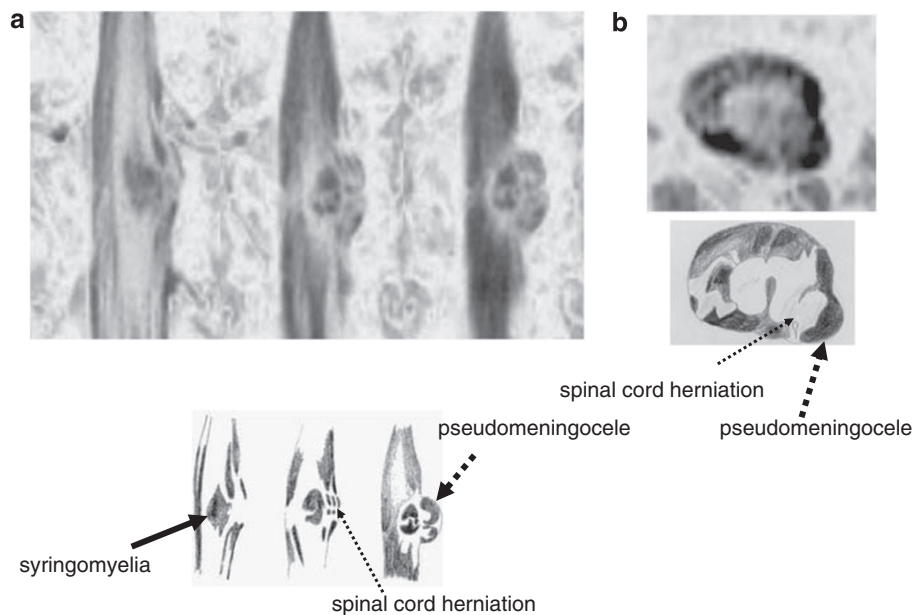 a
b
spinal cord herniation
pseudomeningocele
pseudomeningocele
syringomyelia
spinal cord herniation